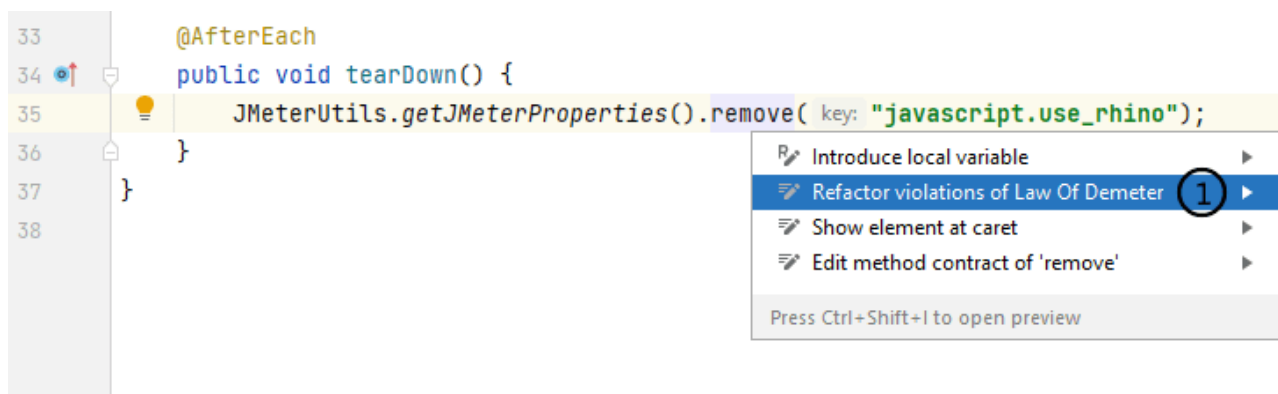 33 @AfterEach
34 public void tearDown() {
35 JMeterUtils.getJMeterProperties().remove( key: "javascript.use_rhino");
36 }
37 }
38
Introduce local variable
Refactor violations of Law Of Demeter 1
Show element at caret
Edit method contract of 'remove'
Press Ctrl+Shift+I to open preview